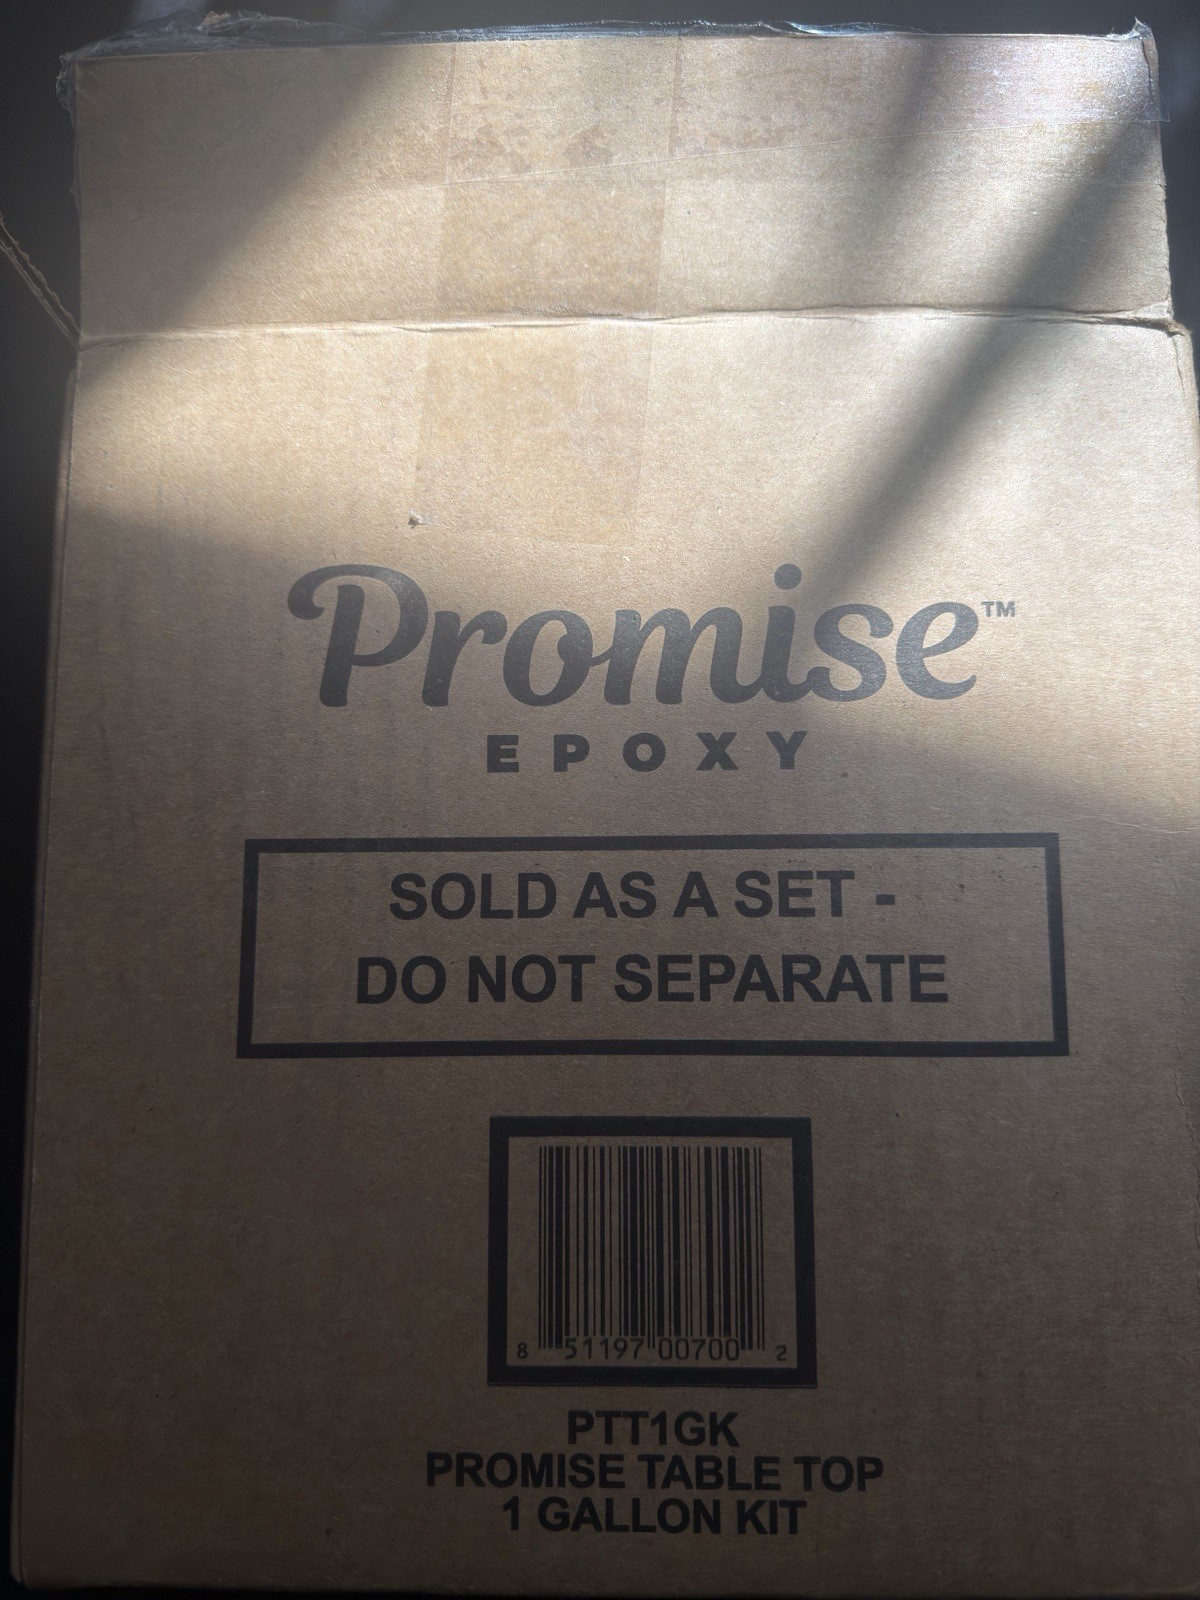 Promise™
EPOXY
SOLD AS A SET -
DO NOT SEPARATE
8 51197 00700 2
PTT1GK
PROMISE TABLE TOP
1 GALLON KIT